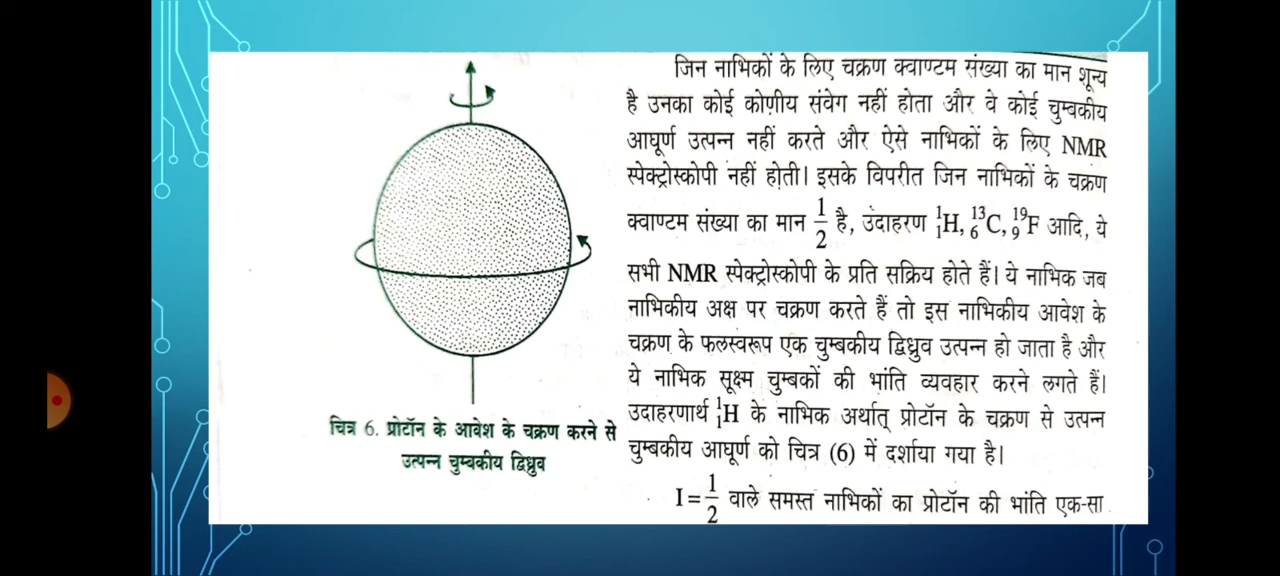 जिन नाभिकों के लिए चक्रण क्वाण्टम संख्या का मान शून्य
है उनका कोई कोणीय संवेग नहीं होता और वे कोई चुम्बकीय
आघूर्ण उत्पन्न नहीं करते और ऐसे नाभिकों के लिए NMR
स्पेक्ट्रोस्कोपी नहीं होती। इसके विपरीत जिन नाभिकों के चक्रण
क्वाण्टम संख्या का मान 1/2 है, उदाहरण ¹₁H, ¹³₆C, ¹⁹₉F आदि, ये
सभी NMR स्पेक्ट्रोस्कोपी के प्रति सक्रिय होते हैं। ये नाभिक जब
नाभिकीय अक्ष पर चक्रण करते हैं तो इस नाभिकीय आवेश के
चक्रण के फलस्वरूप एक चुम्बकीय द्विध्रुव उत्पन्न हो जाता है और
ये नाभिक सूक्ष्म चुम्बकों की भांति व्यवहार करने लगते हैं।
उदाहरणार्थ ¹₁H के नाभिक अर्थात् प्रोटॉन के चक्रण से उत्पन्न
चुम्बकीय आघूर्ण को चित्र (6) में दर्शाया गया है।
I = 1/2 वाले समस्त नाभिकों का प्रोटॉन की भांति एक-सा
चित्र 6. प्रोटॉन के आवेश के चक्रण करने से
उत्पन्न चुम्बकीय द्विध्रुव